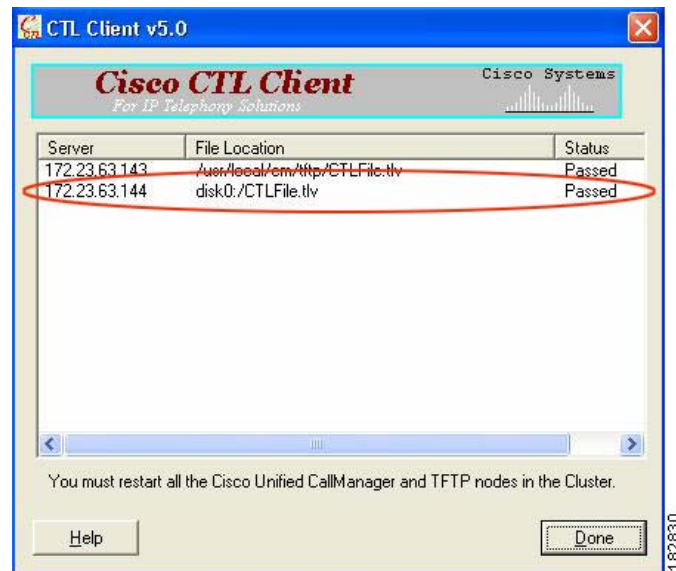 CTL Client v5.0
Cisco CTL Client
For IP Telephony Solutions
Cisco Systems
Server File Location Status
172.23.63.143 /usr/local/cm/tftp/CTLFile.tlv Passed
172.23.63.144 disk0:/CTLFile.tlv Passed
You must restart all the Cisco Unified CallManager and TFTP nodes in the Cluster.
Help Done
182830